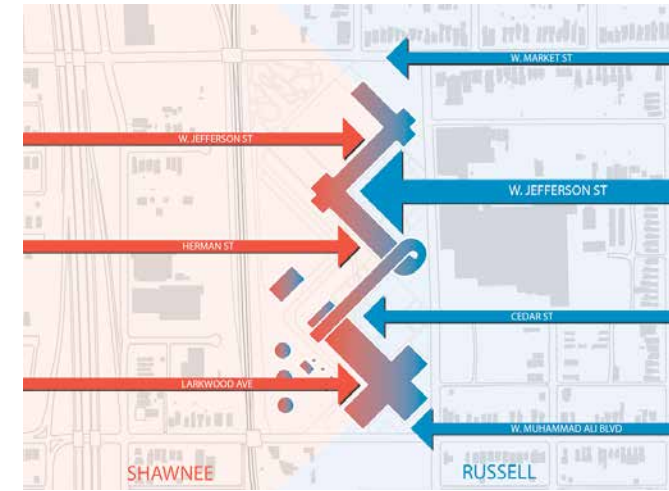 W. MARKET ST
W. JEFFERSON ST
W. JEFFERSON ST
HERMAN ST
CEDAR ST
LARKWOOD AVE
W. MUHAMMAD ALI BLVD
SHAWNEE
RUSSELL